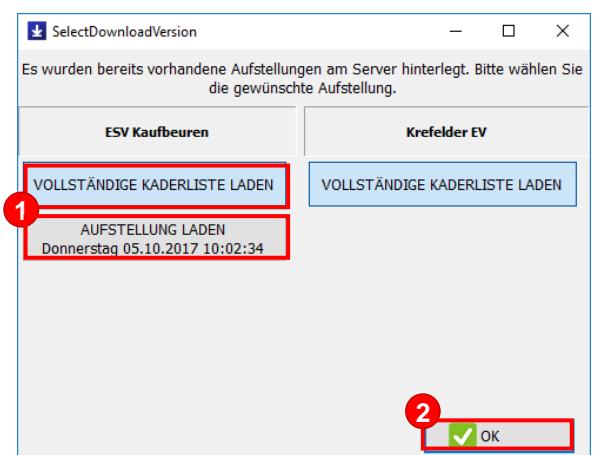 SelectDownloadVersion
Es wurden bereits vorhandene Aufstellungen am Server hinterlegt. Bitte wählen Sie
die gewünschte Aufstellung.
ESV Kaufbeuren
Krefelder EV
VOLLSTÄNDIGE KADERLISTE LADEN
VOLLSTÄNDIGE KADERLISTE LADEN
1
AUFSTELLUNG LADEN
Donnerstag 05.10.2017 10:02:34
2
OK